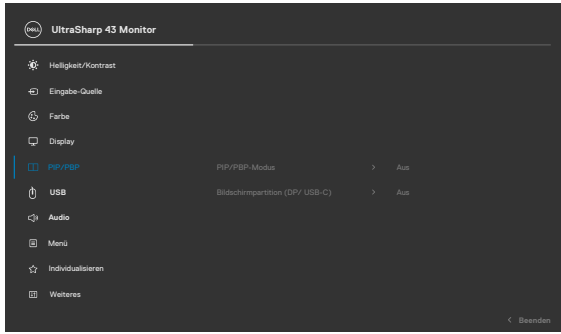 DELL UltraSharp 43 Monitor
Helligkeit/Kontrast
Eingabe-Quelle
Farbe
Display
PIP/PBP PIP/PBP-Modus > Aus
USB Bildschirmpartition (DP/ USB-C) > Aus
Audio
Menü
Individualisieren
Weiteres
< Beenden